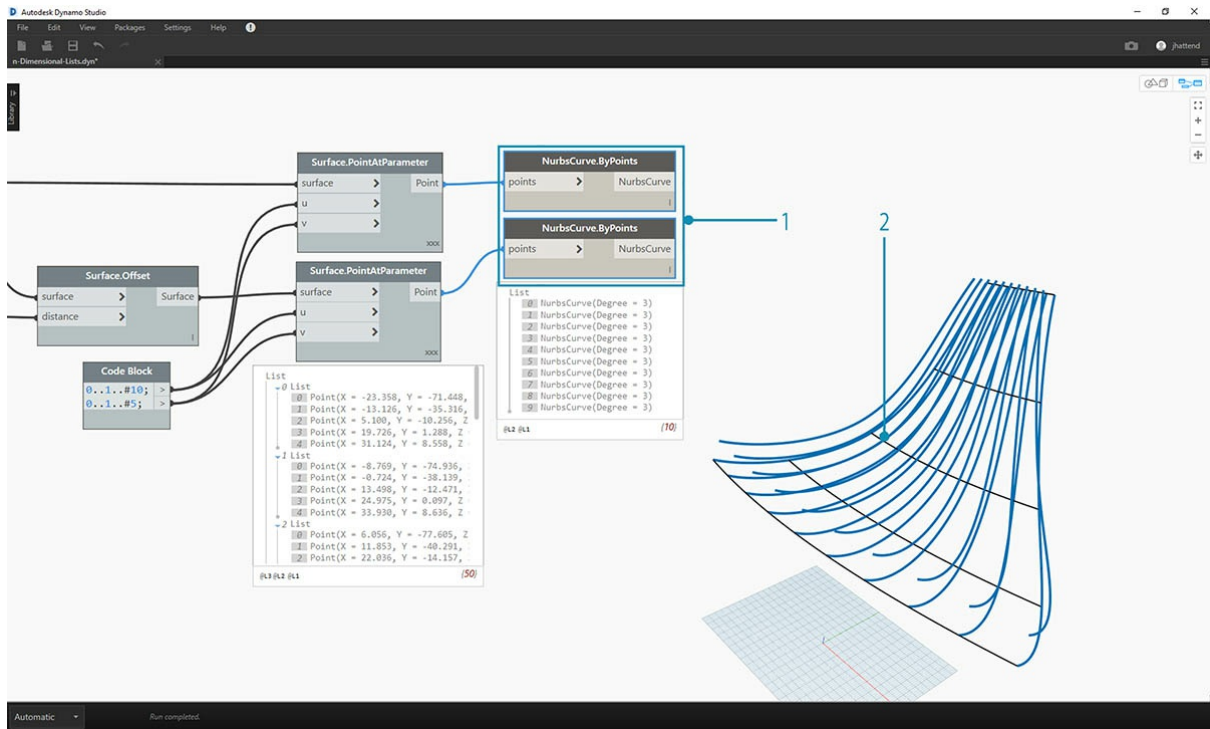 Autodesk Dynamo Studio
File Edit View Packages Settings Help
jhattend
n-Dimensional-Lists.dyn*
Library
Surface.PointAtParameter
surface > Point
u >
v >
xxx
NurbsCurve.ByPoints
points > NurbsCurve
NurbsCurve.ByPoints
points > NurbsCurve
1
2
Surface.Offset
surface > Surface
distance >
Surface.PointAtParameter
surface > Point
u >
v >
xxx
Code Block
0..1..#10; >
0..1..#5; >
List
0 List
0 Point(X = -23.358, Y = -71.448,
1 Point(X = -13.126, Y = -35.316,
2 Point(X = 5.100, Y = -10.256, Z
3 Point(X = 19.726, Y = 1.288, Z
4 Point(X = 31.124, Y = 8.558, Z
1 List
0 Point(X = -8.769, Y = -74.936,
1 Point(X = -0.724, Y = -38.139,
2 Point(X = 13.498, Y = -12.471,
3 Point(X = 24.975, Y = 0.097, Z
4 Point(X = 33.930, Y = 8.636, Z
2 List
0 Point(X = 6.056, Y = -77.605, Z
1 Point(X = 11.853, Y = -40.291,
2 Point(X = 22.036, Y = -14.157,
@L3 @L2 @L1 {50}
List
0 NurbsCurve(Degree = 3)
1 NurbsCurve(Degree = 3)
2 NurbsCurve(Degree = 3)
3 NurbsCurve(Degree = 3)
4 NurbsCurve(Degree = 3)
5 NurbsCurve(Degree = 3)
6 NurbsCurve(Degree = 3)
7 NurbsCurve(Degree = 3)
8 NurbsCurve(Degree = 3)
9 NurbsCurve(Degree = 3)
@L2 @L1 {10}
Automatic
Run completed.